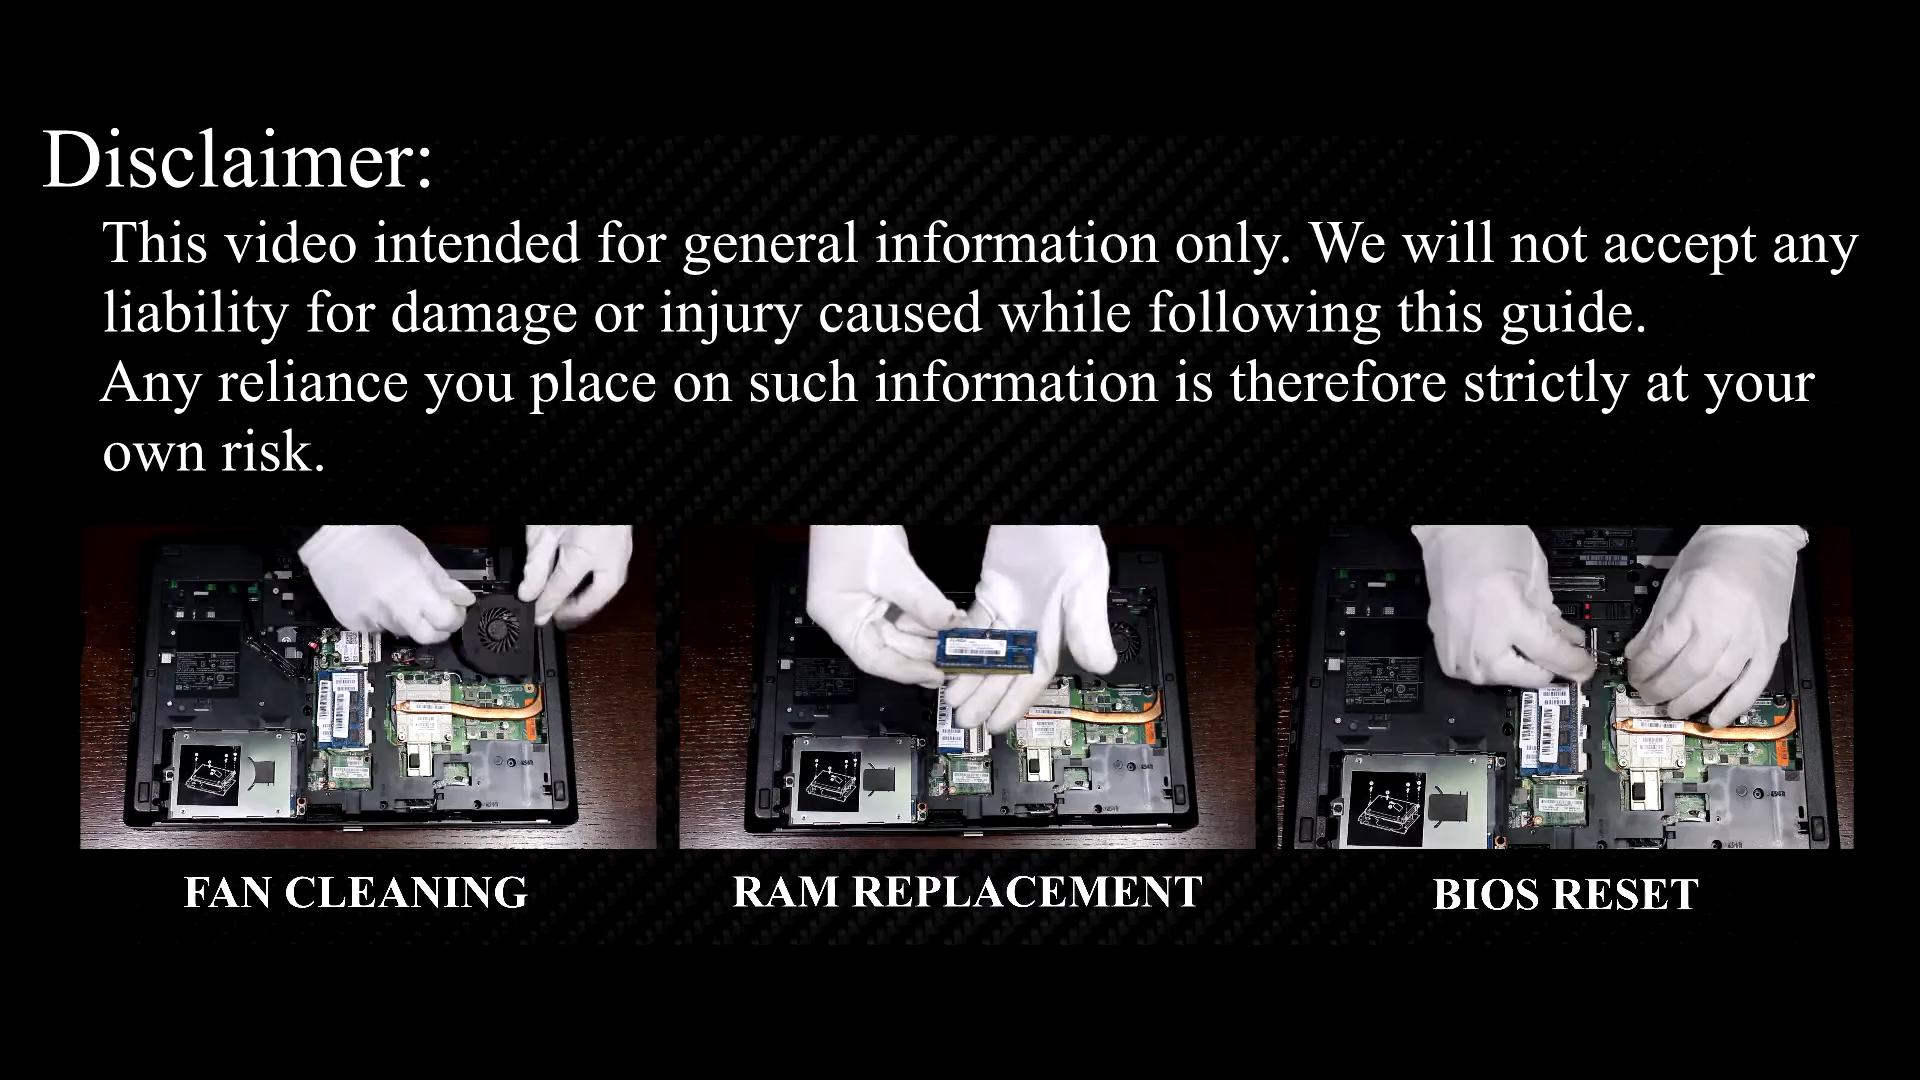 Disclaimer:
This video intended for general information only. We will not accept any
liability for damage or injury caused while following this guide.
Any reliance you place on such information is therefore strictly at your
own risk.
FAN CLEANING
RAM REPLACEMENT
BIOS RESET